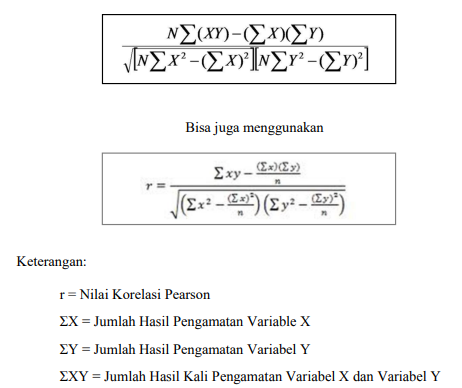 N∑(XY)–(∑X)(∑Y)
√[N∑X²–(∑X)²][N∑Y²–(∑Y)²]
Bisa juga menggunakan
r = Σxy – (Σx)(Σy)/n
√(Σx² – (Σx)²/n)(Σy² – (Σy)²/n)
Keterangan:
r = Nilai Korelasi Pearson
ΣX = Jumlah Hasil Pengamatan Variable X
ΣY = Jumlah Hasil Pengamatan Variabel Y
ΣXY = Jumlah Hasil Kali Pengamatan Variabel X dan Variabel Y